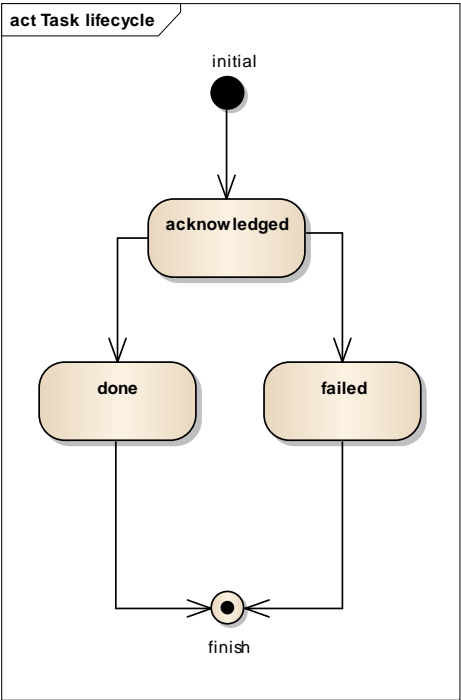 act Task lifecycle
initial
acknowledged
done
failed
finish